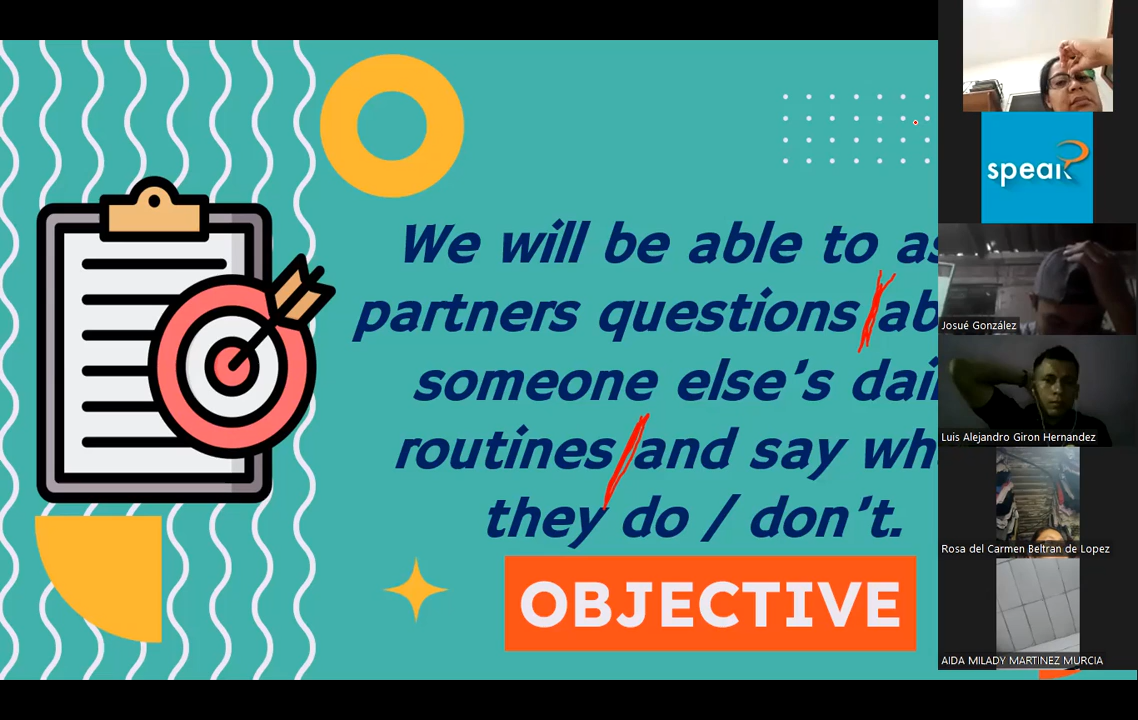 We will be able to as
partners questions ab
someone else's dai
routines and say wh
they do / don't.
OBJECTIVE
speak
Josué González
Luis Alejandro Giron Hernandez
Rosa del Carmen Beltran de Lopez
AIDA MILADY MARTINEZ MURCIA